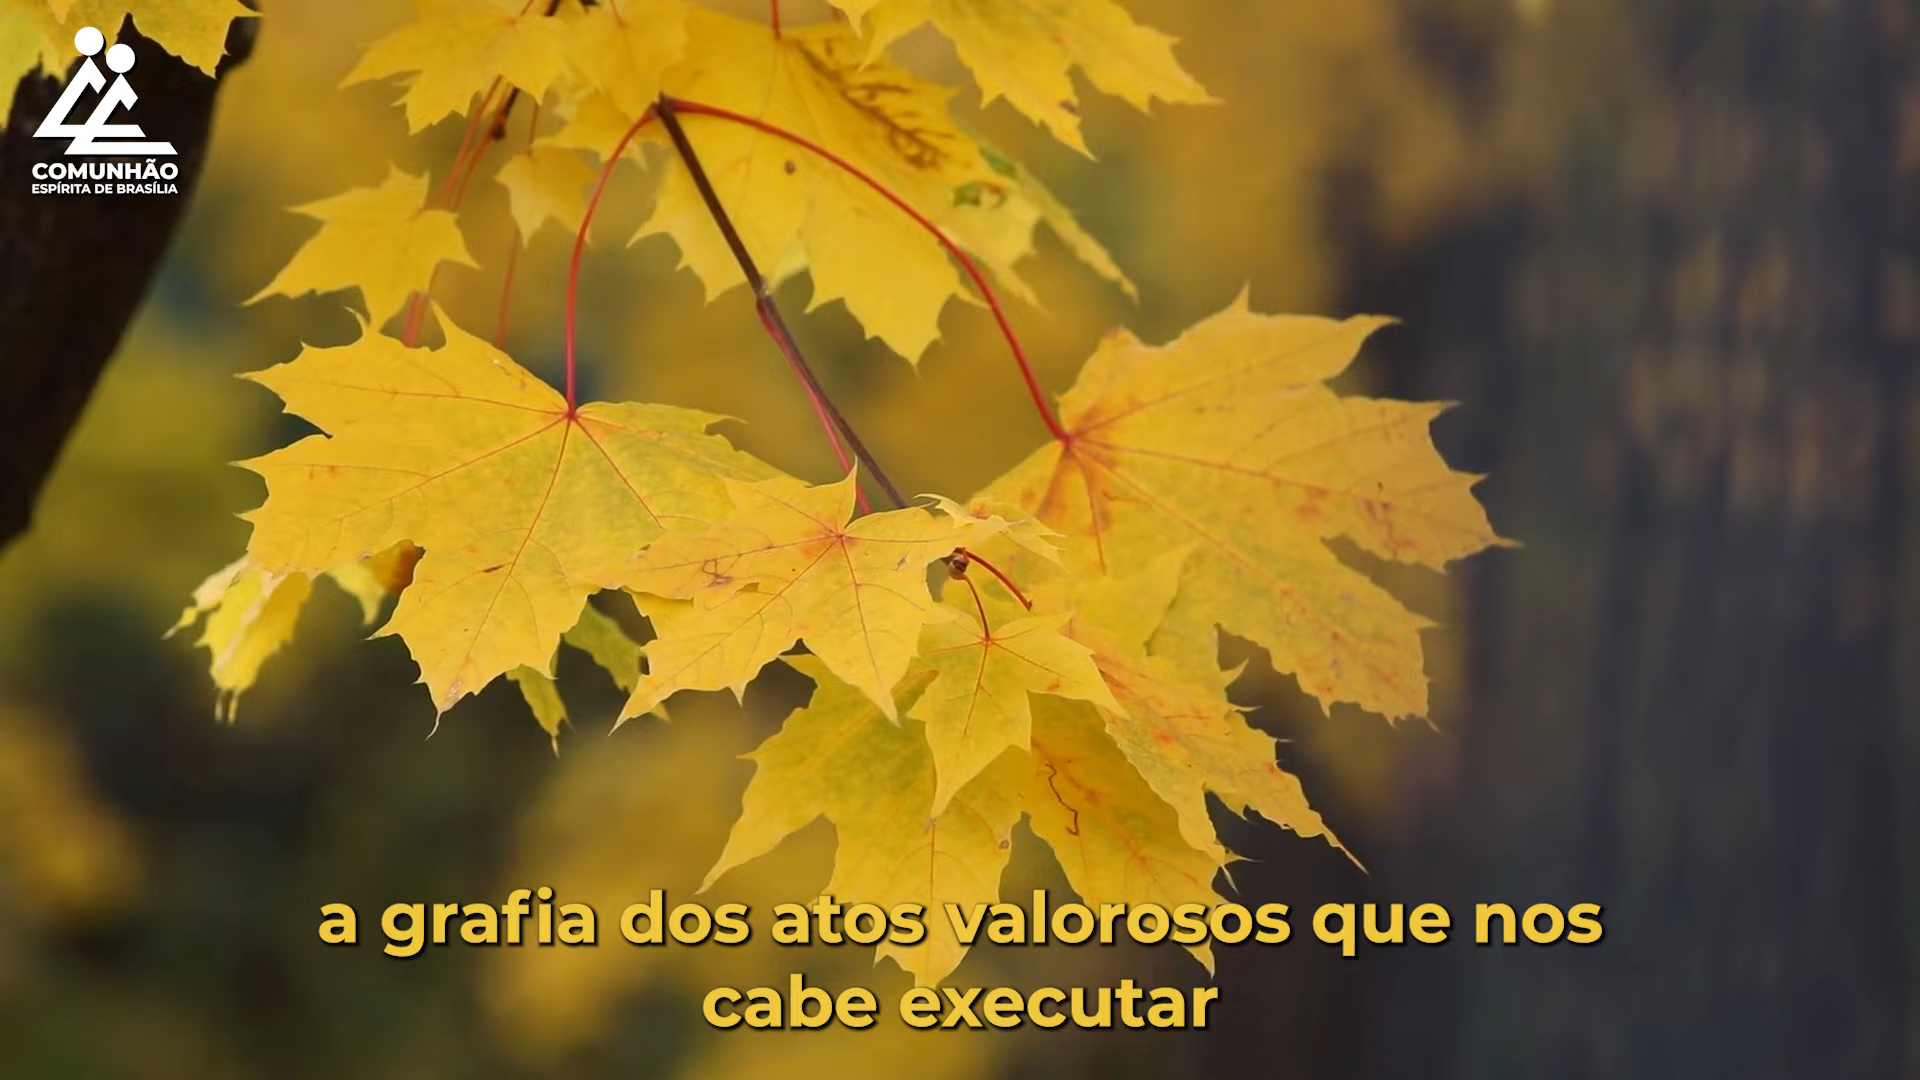 COMUNHÃO
ESPÍRITA DE BRASÍLIA
a grafia dos atos valorosos que nos
cabe executar